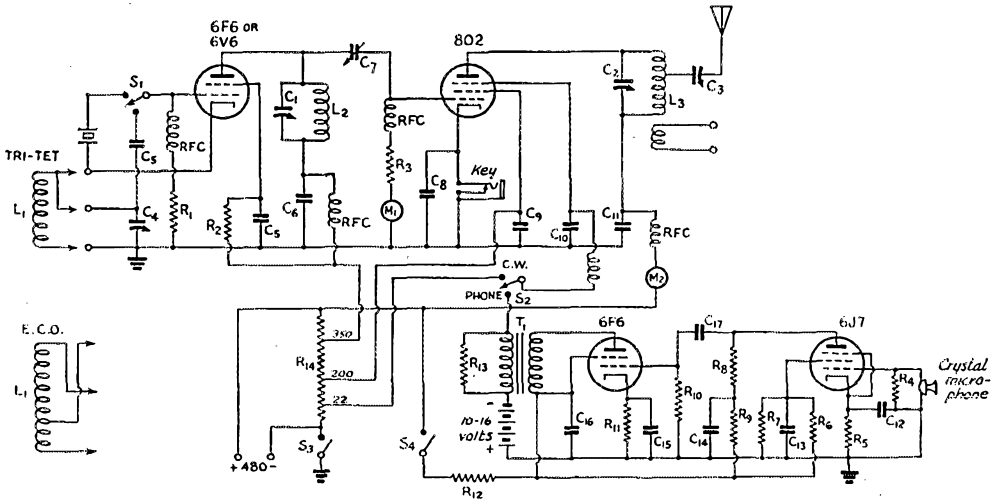 6F6 OR
6V6
802
C7
C2
C3
L3
S1
C1
L2
RFC
RFC
C5
R3
Key
TRI-TET
L1
C4
R1
R2
C5
C6
RFC
M1
C8
C9
C10
C11
RFC
M2
C.W.
PHONE
S2
E.C.O.
L1
350
R14
200
22
S3
+ 480 -
S4
R12
T1
R13
-
10-16
volts
+
6F6
C17
6J7
C16
R11
C15
R10
R8
C14
R9
R7
C13
R6
R4
C12
R5
Crystal
micro-
phone